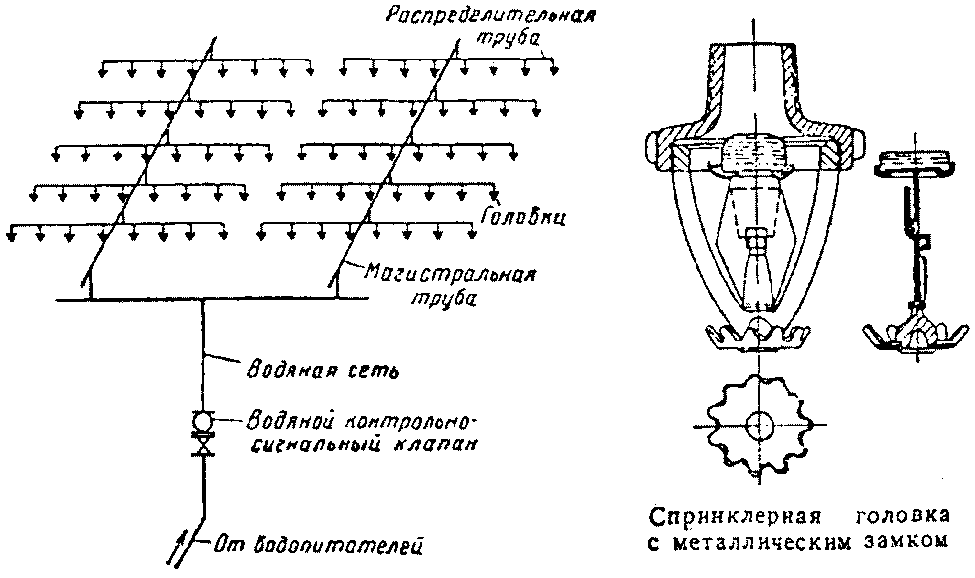 Распределительная
труба
Головки
Магистральная
труба
Водяная сеть
Водяной контрольно-
сигнальный клапан
От водопитателей
Спринклерная головка
с металлическим замком